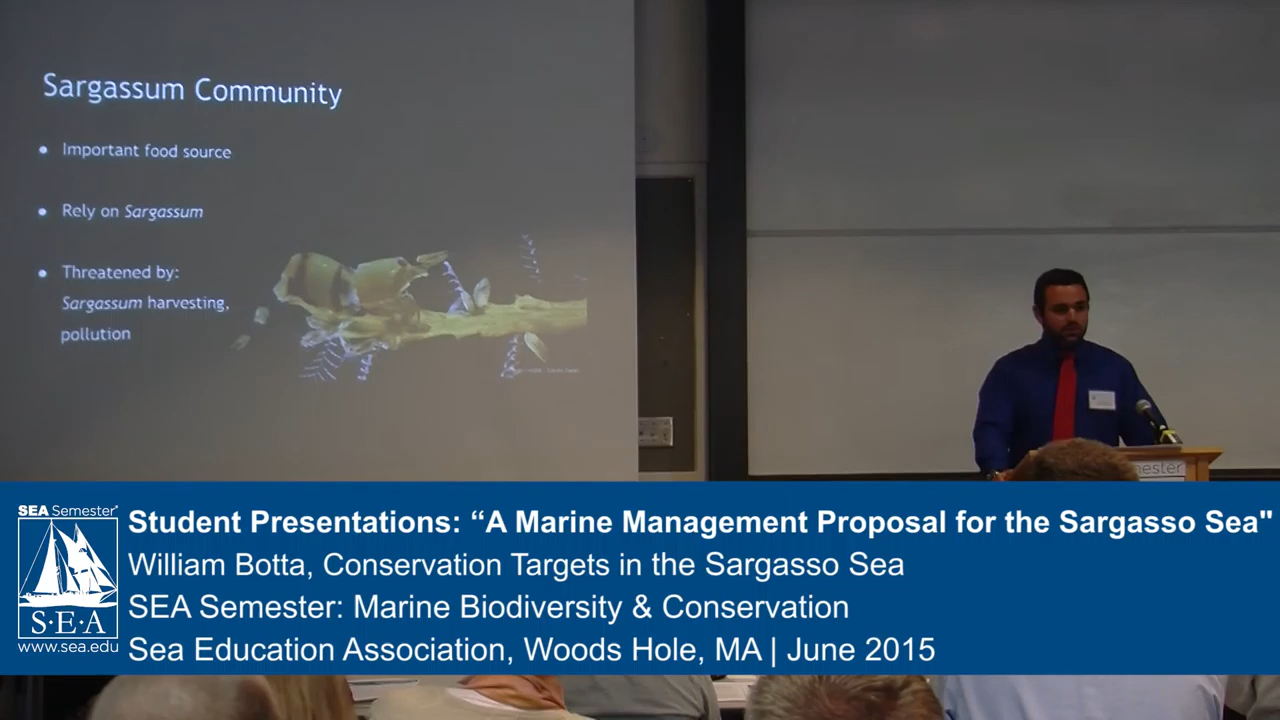 Sargassum Community
• Important food source
• Rely on Sargassum
• Threatened by:
Sargassum harvesting,
pollution
ester
SEA Semester®
S·E·A
www.sea.edu
Student Presentations: “A Marine Management Proposal for the Sargasso Sea"
William Botta, Conservation Targets in the Sargasso Sea
SEA Semester: Marine Biodiversity & Conservation
Sea Education Association, Woods Hole, MA | June 2015